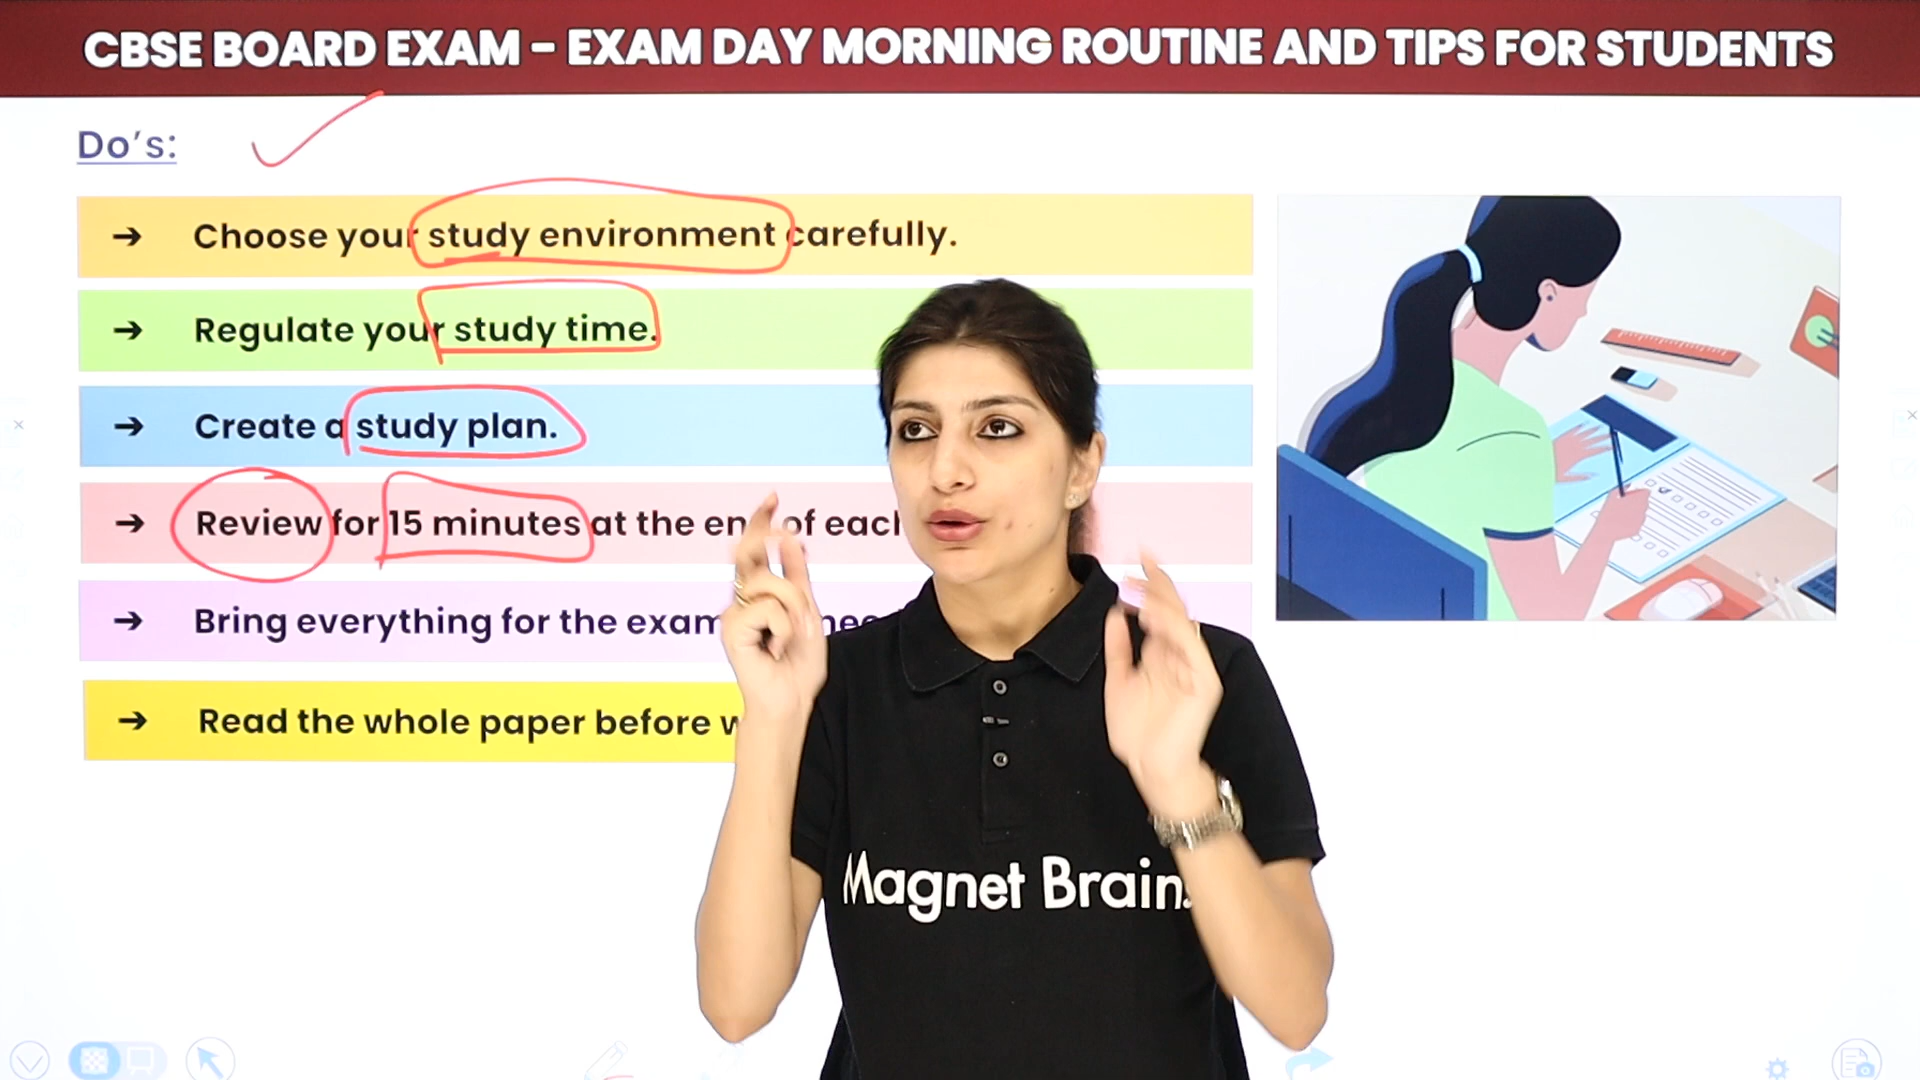 CBSE BOARD EXAM – EXAM DAY MORNING ROUTINE AND TIPS FOR STUDENTS
Do's:
➔ Choose your study environment carefully.
➔ Regulate your study time.
➔ Create a study plan.
➔ Review for 15 minutes at the end of each
➔ Bring everything for the exam
➔ Read the whole paper before
Magnet Brain